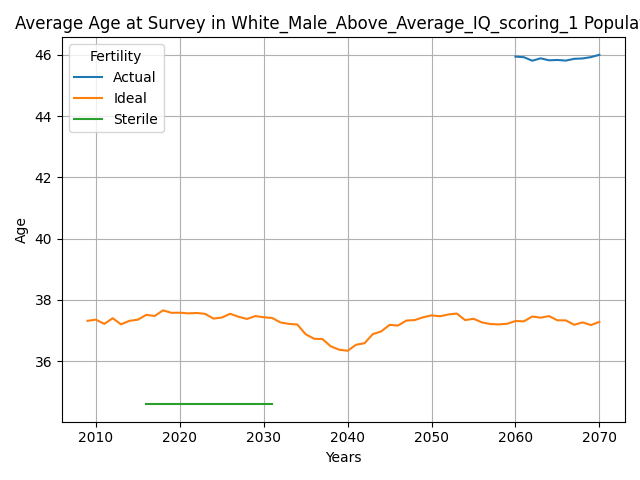 Average Age at Survey in White_Male_Above_Average_IQ_scoring_1 Popula
Fertility
Actual
Ideal
Sterile
46
44
42
40
38
36
Age
2010 2020 2030 2040 2050 2060 2070
Years